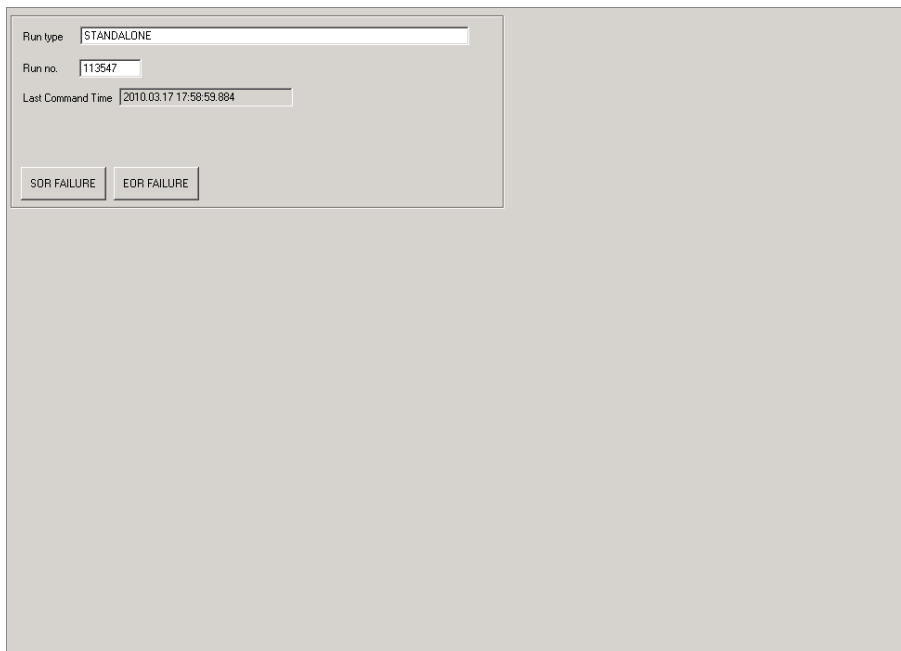 Run type STANDALONE
Run no. 113547
Last Command Time 2010.03.17 17:58:59.884
SOR FAILURE EOR FAILURE